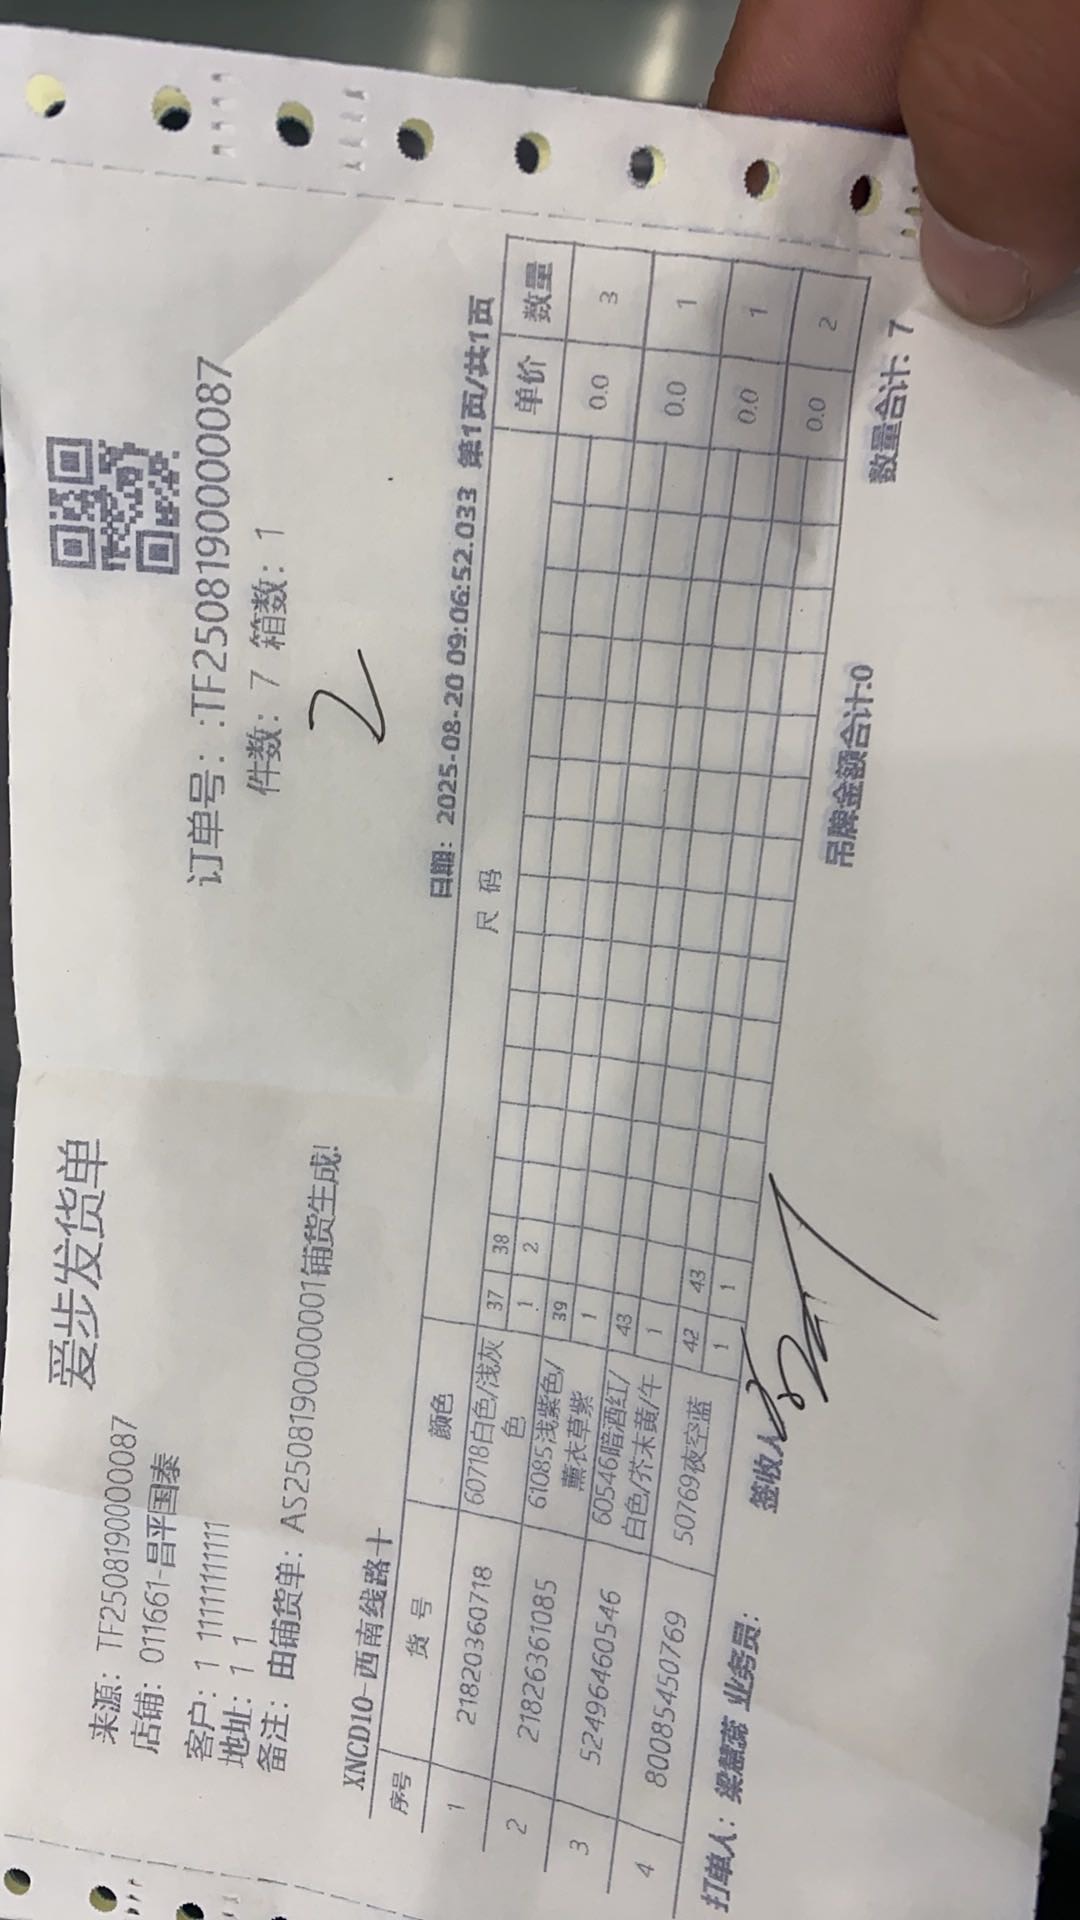 爱步发货单
来源：TF250819000087
店铺：011661-昌平国泰
订单号：:TF250819000087
客户：1 11111111111
件数：7 箱数：1
地址：1 1
备注：由铺货单：AS250819000001铺货生成!
2
XNCD10-西南线路十
日期：2025-08-20 09:06:52.033 第1页/共1页
序号 货号 颜色 尺码 单价 数量
1 21820360718 60718白色/浅灰色 37 38 0.0 3
1 2
2 21826361085 61085浅紫色/薰衣草紫 39 0.0 1
1
3 52496460546 60546暗酒红/白色/芥末黄/午 43 0.0 1
1
4 80085450769 50769夜空蓝 42 43 0.0 2
1 1
吊牌金额合计:0 数量合计: 7
打单人：梁慧蕊 业务员: 签收人